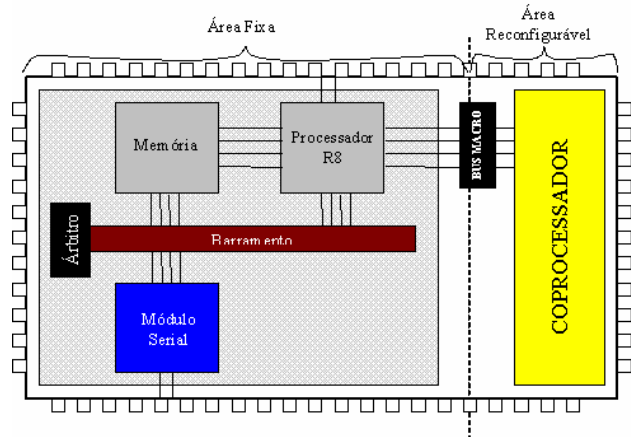 Área Fixa
Área
Reconfigurável
Memória
Processador
R8
BUS MACRO
COPROCESSADOR
Árbitro
Barramento
Módulo
Serial